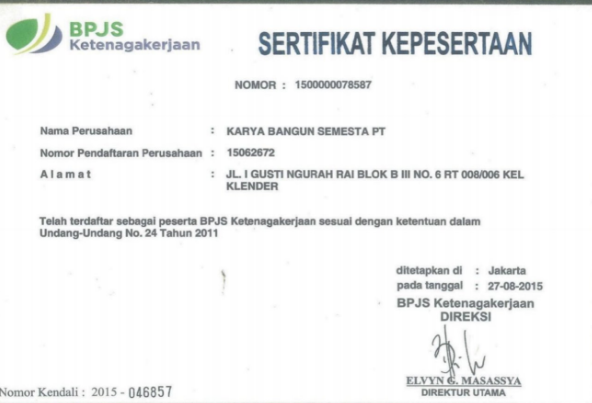 BPJS
Ketenagakerjaan
SERTIFIKAT KEPESERTAAN
NOMOR : 1500000078587
Nama Perusahaan : KARYA BANGUN SEMESTA PT
Nomor Pendaftaran Perusahaan : 15062672
Alamat : JL. I GUSTI NGURAH RAI BLOK B III NO. 6 RT 008/006 KEL
KLENDER
Telah terdaftar sebagai peserta BPJS Ketenagakerjaan sesuai dengan ketentuan dalam
Undang-Undang No. 24 Tahun 2011
ditetapkan di : Jakarta
pada tanggal : 27-08-2015
BPJS Ketenagakerjaan
DIREKSI
ELVYN G. MASASSYA
DIREKTUR UTAMA
Nomor Kendali : 2015 - 046857